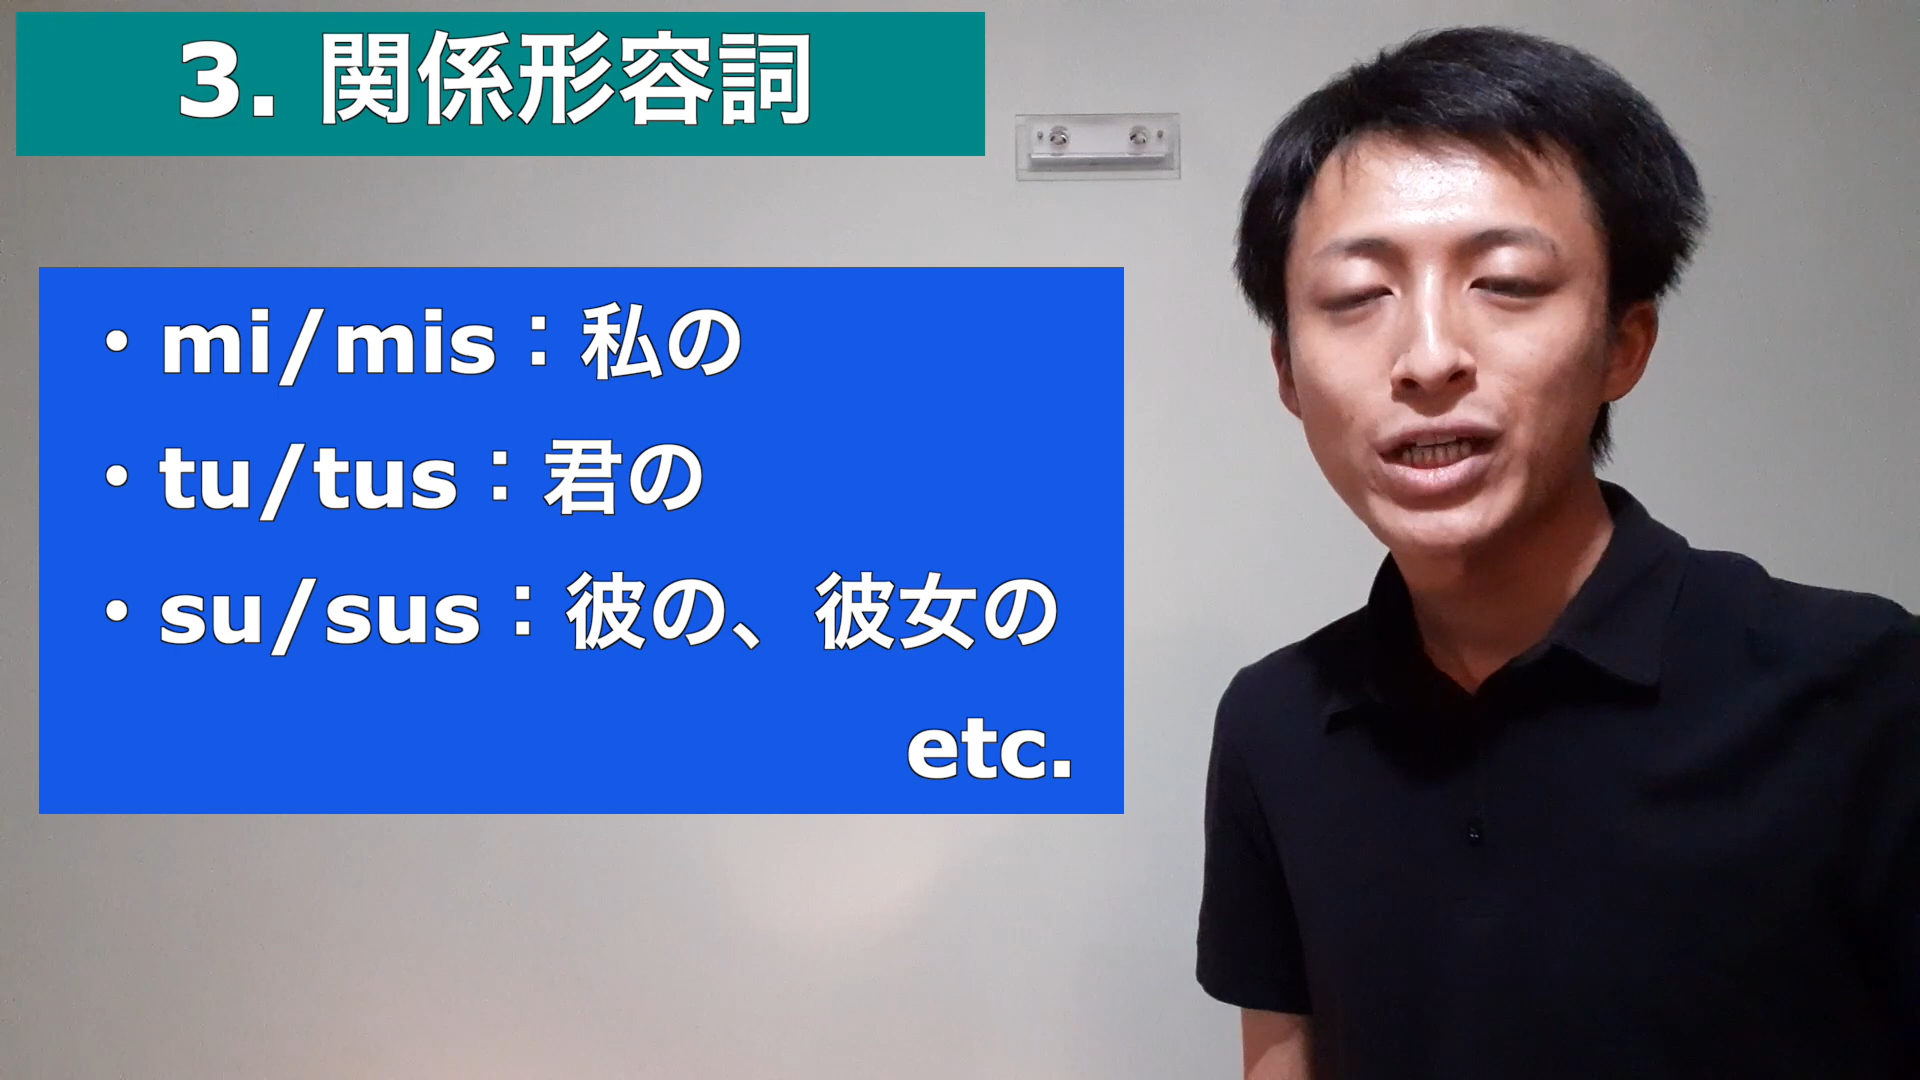 3. 関係形容詞
・mi/mis：私の
・tu/tus：君の
・su/sus：彼の、彼女の
etc.